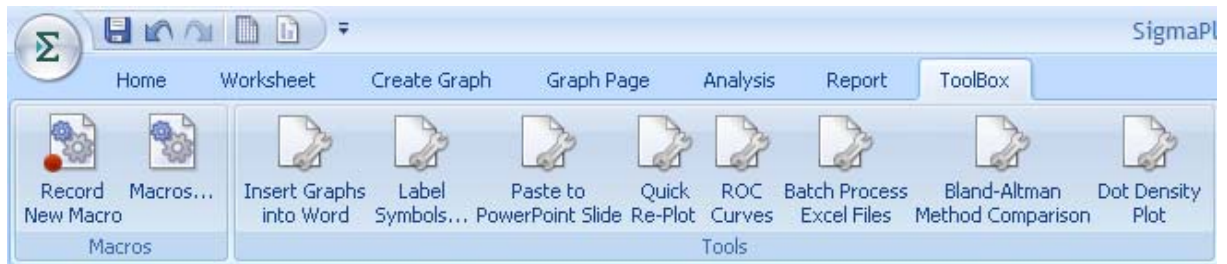 Σ
SigmaPl
Home Worksheet Create Graph Graph Page Analysis Report ToolBox
Record Macros... Insert Graphs Label Paste to Quick ROC Batch Process Bland-Altman Dot Density
New Macro into Word Symbols... PowerPoint Slide Re-Plot Curves Excel Files Method Comparison Plot
Macros Tools